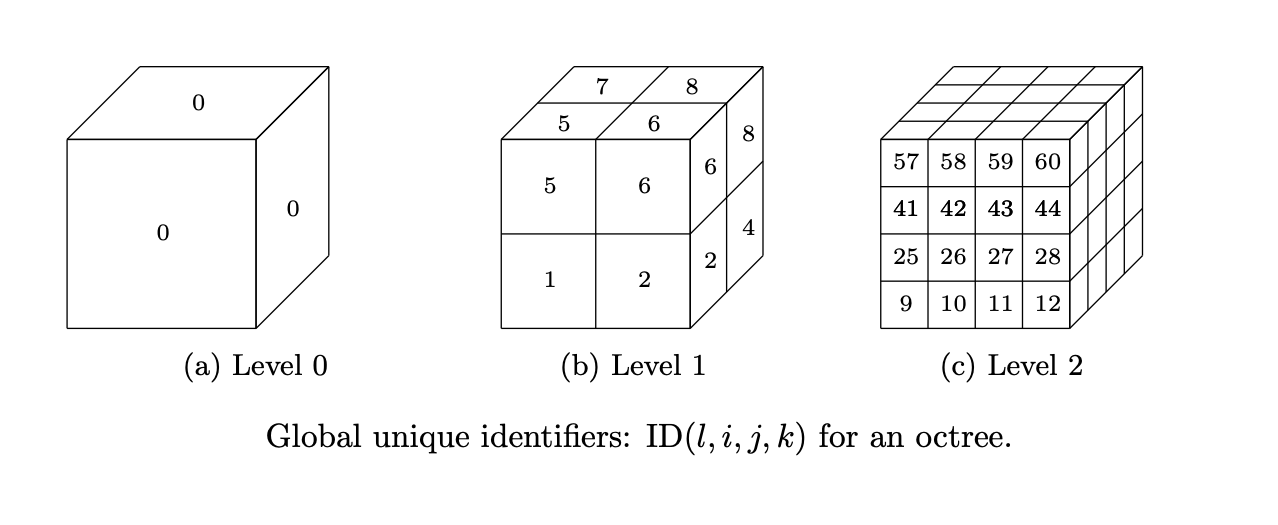 0
0
0
7 8
5 6
8
6
5 6
4
2
1 2
57 58 59 60
41 42 43 44
25 26 27 28
9 10 11 12
(a) Level 0
(b) Level 1
(c) Level 2
Global unique identifiers: ID(l, i, j, k) for an octree.